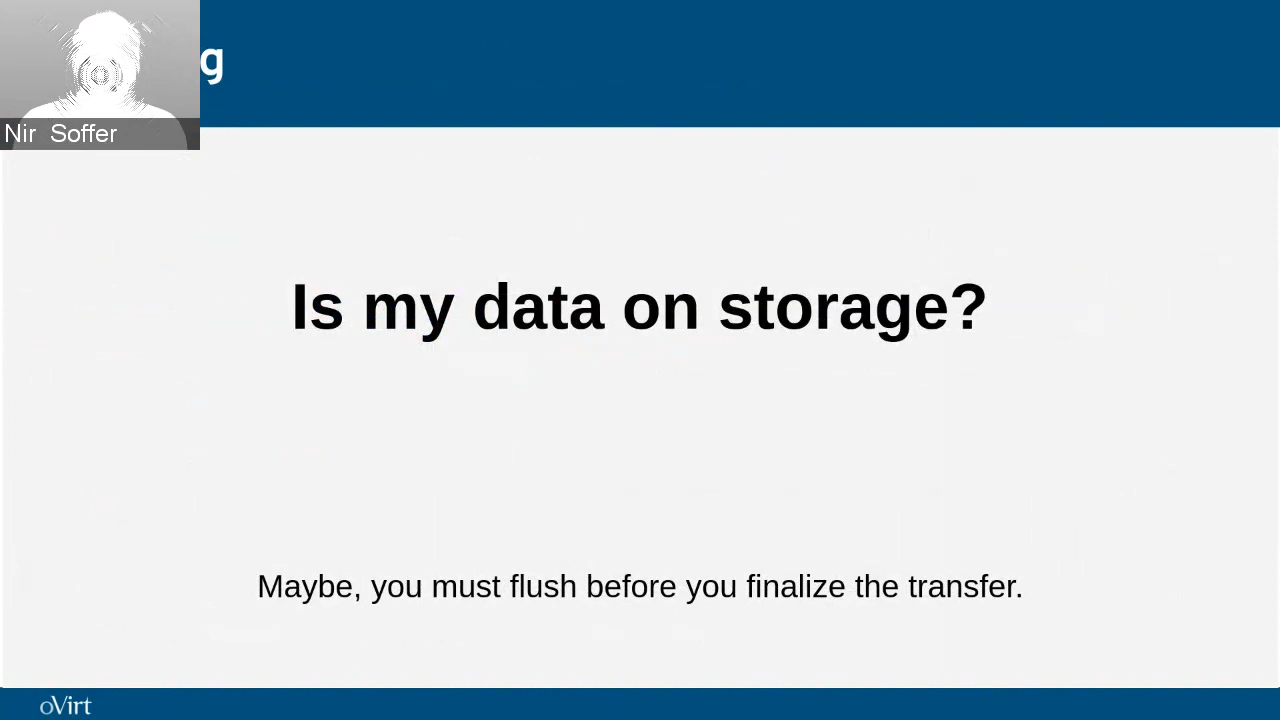 g
Nir Soffer
Is my data on storage?
Maybe, you must flush before you finalize the transfer.
oVirt